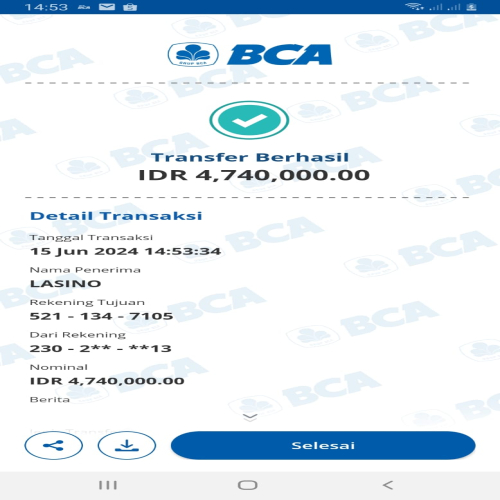 14:53
BCA
GRUP BCA
Transfer Berhasil
IDR 4,740,000.00
Detail Transaksi
Tanggal Transaksi
15 Jun 2024 14:53:34
Nama Penerima
LASINO
Rekening Tujuan
521 - 134 - 7105
Dari Rekening
230 - 2** - **13
Nominal
IDR 4,740,000.00
Berita
Selesai